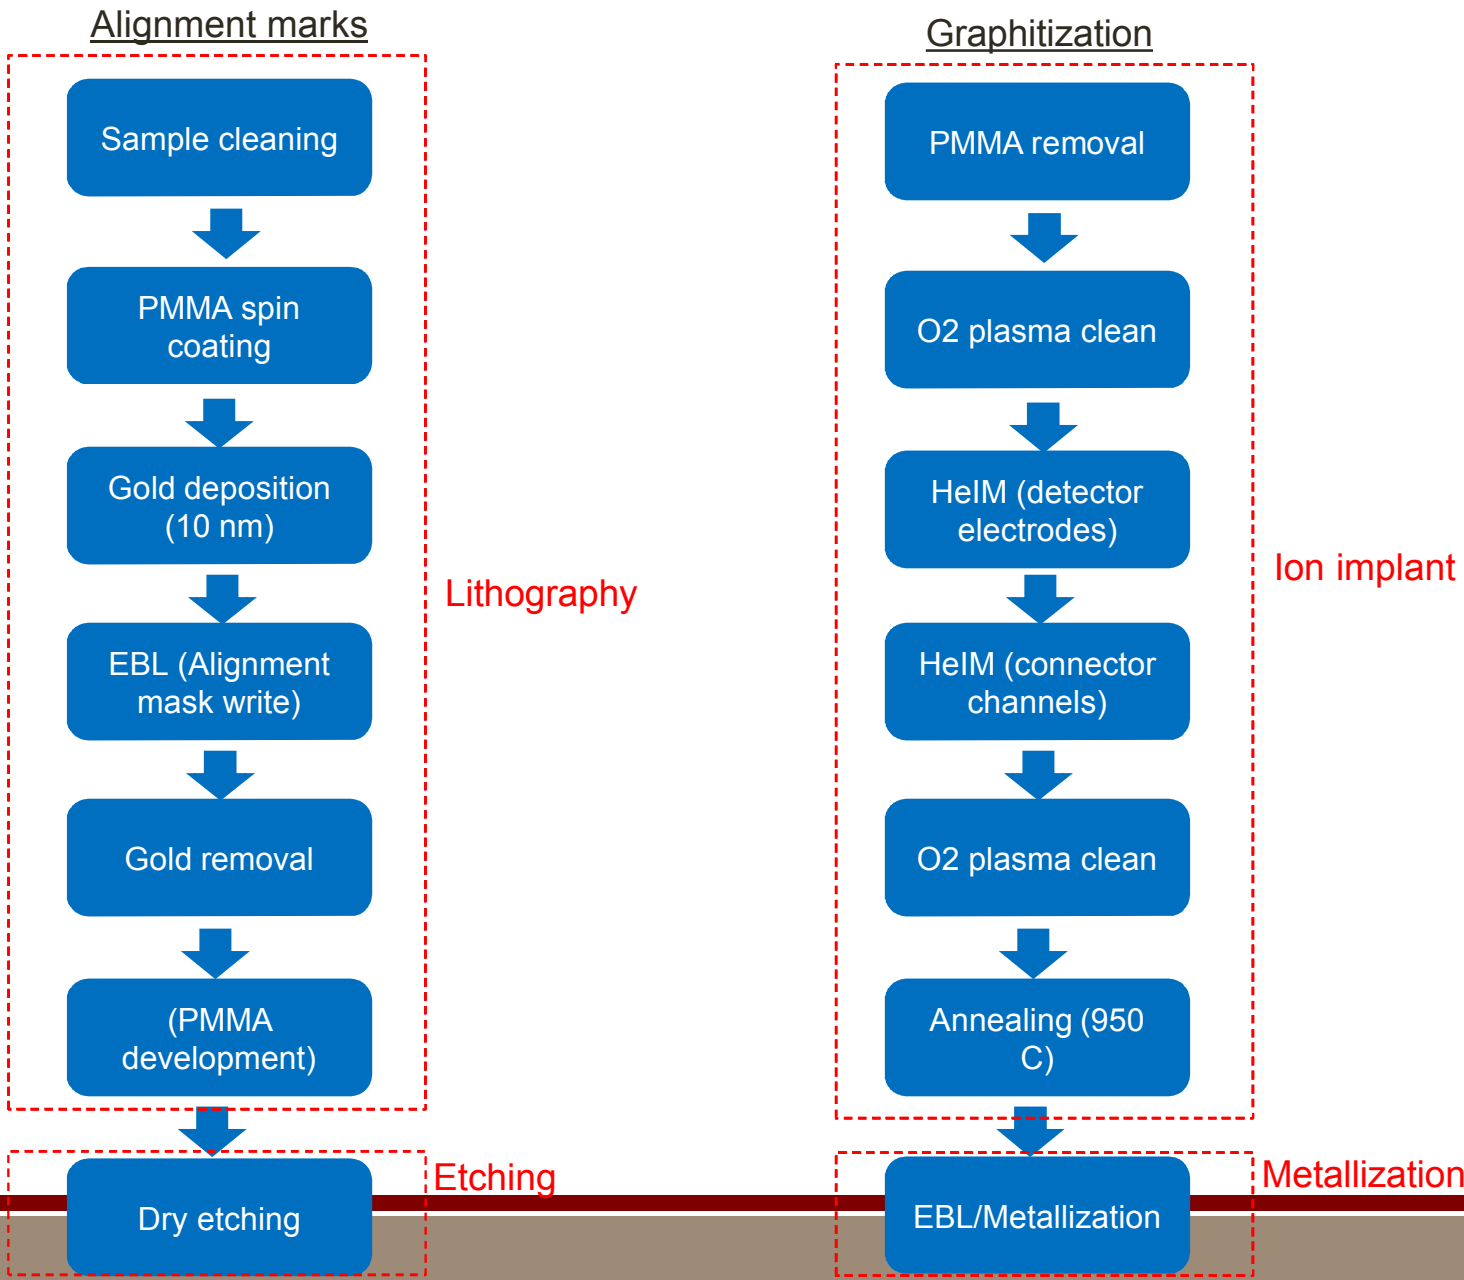 Alignment marks
Sample cleaning
PMMA spin
coating
Gold deposition
(10 nm)
EBL (Alignment
mask write)
Gold removal
(PMMA
development)
Lithography
Dry etching
Etching
Graphitization
PMMA removal
O2 plasma clean
HeIM (detector
electrodes)
HeIM (connector
channels)
O2 plasma clean
Annealing (950
C)
Ion implant
EBL/Metallization
Metallization